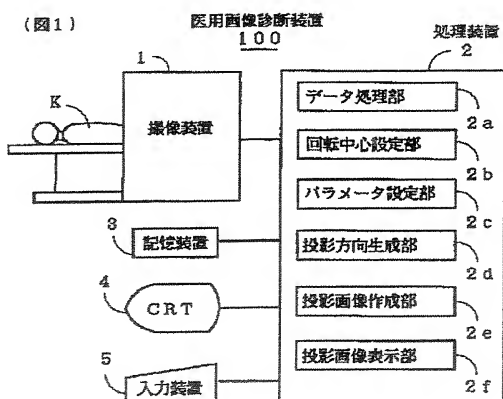 (図1)
医用画像診断装置
100
処理装置
2
1
K
撮像装置
データ処理部
2a
回転中心設定部
2b
パラメータ設定部
2c
3
記憶装置
投影方向生成部
2d
4
CRT
投影画像作成部
2e
5
入力装置
投影画像表示部
2f